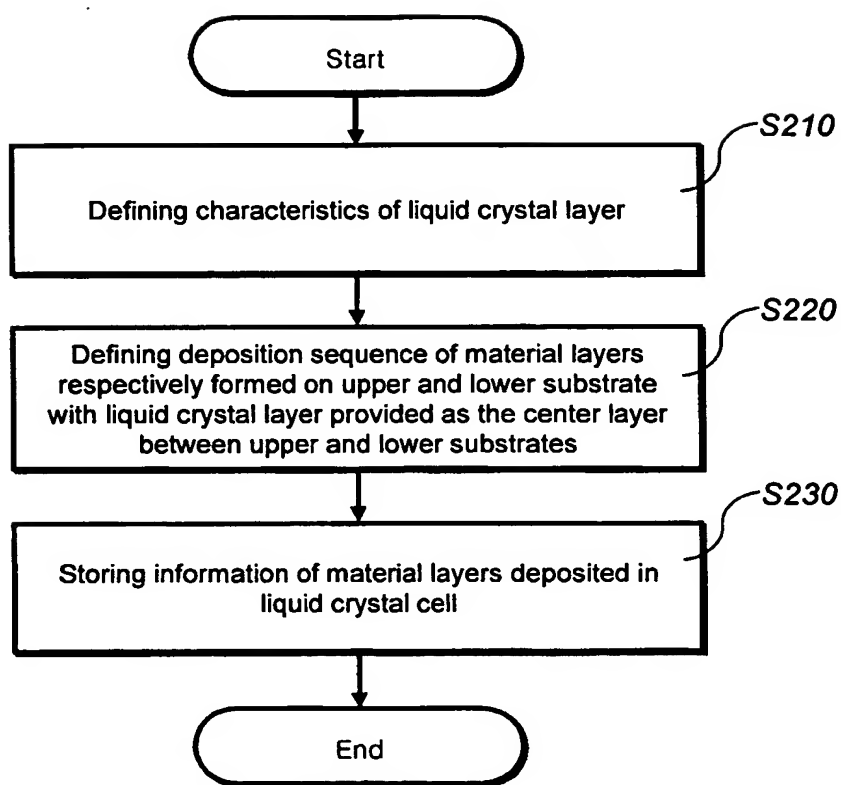 Start
S210
Defining characteristics of liquid crystal layer
S220
Defining deposition sequence of material layers
respectively formed on upper and lower substrate
with liquid crystal layer provided as the center layer
between upper and lower substrates
S230
Storing information of material layers deposited in
liquid crystal cell
End